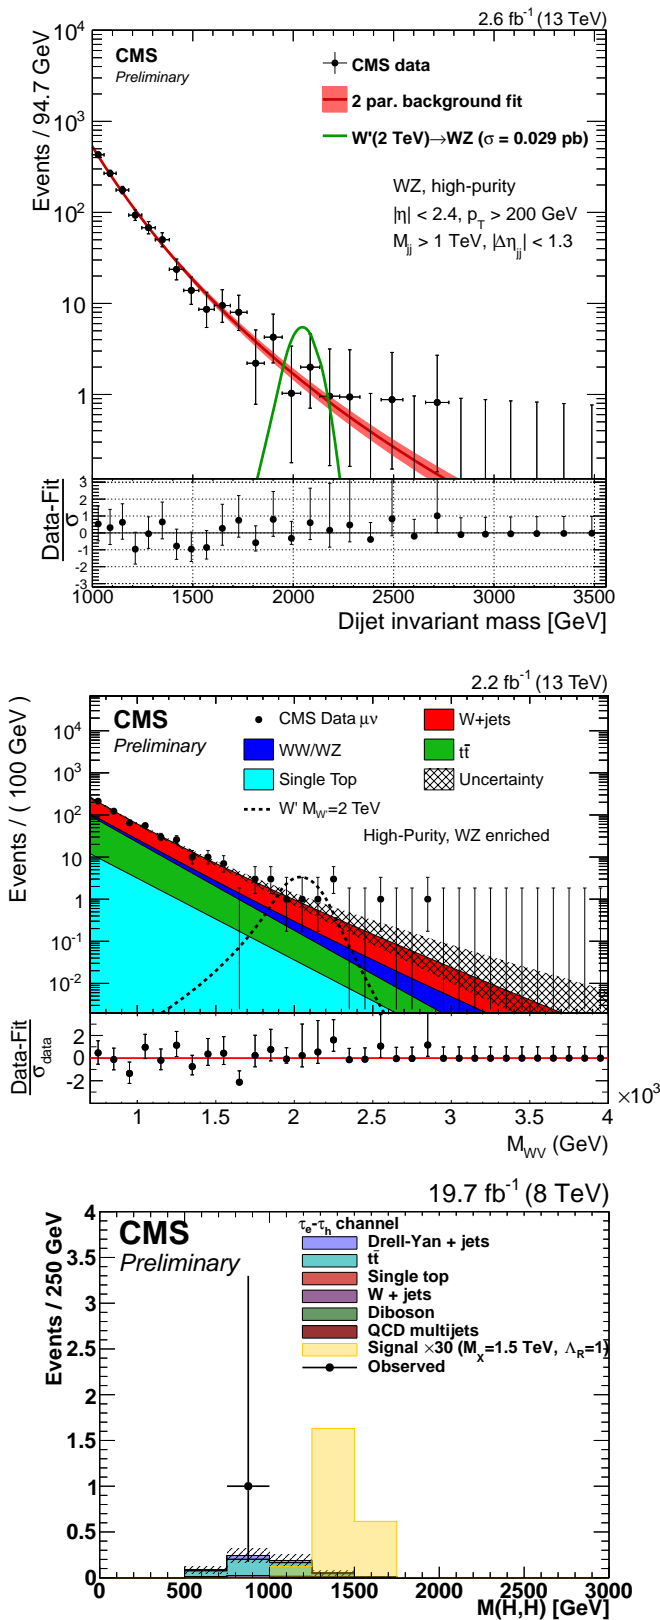 2.6 fb⁻¹ (13 TeV)
Events / 94.7 GeV
10⁴
10³
10²
10
1
CMS
Preliminary
CMS data
2 par. background fit
W'(2 TeV)→WZ (σ = 0.029 pb)
WZ, high-purity
|η| < 2.4, p_T > 200 GeV
M_jj > 1 TeV, |Δη_jj| < 1.3
Data-Fit
σ
3
2
1
0
-1
-2
-3
1000 1500 2000 2500 3000 3500
Dijet invariant mass [GeV]
2.2 fb⁻¹ (13 TeV)
Events / ( 100 GeV )
10⁴
10³
10²
10
1
10⁻¹
10⁻²
CMS
Preliminary
CMS Data μν
W+jets
WW/WZ
tt̄
Single Top
Uncertainty
W' M_W'=2 TeV
High-Purity, WZ enriched
Data-Fit
σ_data
2
0
-2
1 1.5 2 2.5 3 3.5 4
×10³
M_WV (GeV)
19.7 fb⁻¹ (8 TeV)
Events / 250 GeV
4
3.5
3
2.5
2
1.5
1
0.5
0
CMS
Preliminary
τ_e-τ_h channel
Drell-Yan + jets
tt̄
Single top
W + jets
Diboson
QCD multijets
Signal ×30 (M_X=1.5 TeV, Λ_R=1)
Observed
0 500 1000 1500 2000 2500 3000
M(H,H) [GeV]